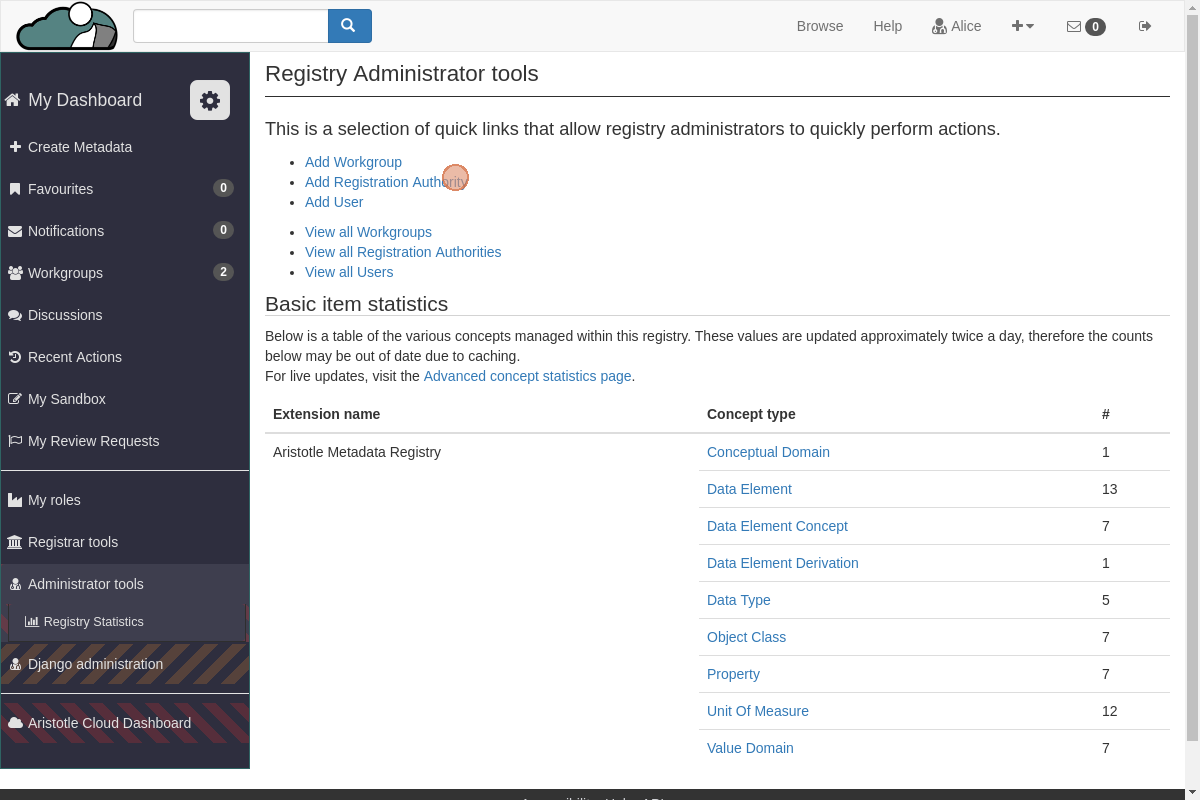 Browse
Help
Alice
0
My Dashboard
Create Metadata
Favourites 0
Notifications 0
Workgroups 2
Discussions
Recent Actions
My Sandbox
My Review Requests
My roles
Registrar tools
Administrator tools
Registry Statistics
Django administration
Aristotle Cloud Dashboard
Registry Administrator tools
This is a selection of quick links that allow registry administrators to quickly perform actions.
Add Workgroup
Add Registration Authority
Add User
View all Workgroups
View all Registration Authorities
View all Users
Basic item statistics
Below is a table of the various concepts managed within this registry. These values are updated approximately twice a day, therefore the counts
below may be out of date due to caching.
For live updates, visit the Advanced concept statistics page.
Extension name Concept type #
Aristotle Metadata Registry Conceptual Domain 1
Data Element 13
Data Element Concept 7
Data Element Derivation 1
Data Type 5
Object Class 7
Property 7
Unit Of Measure 12
Value Domain 7